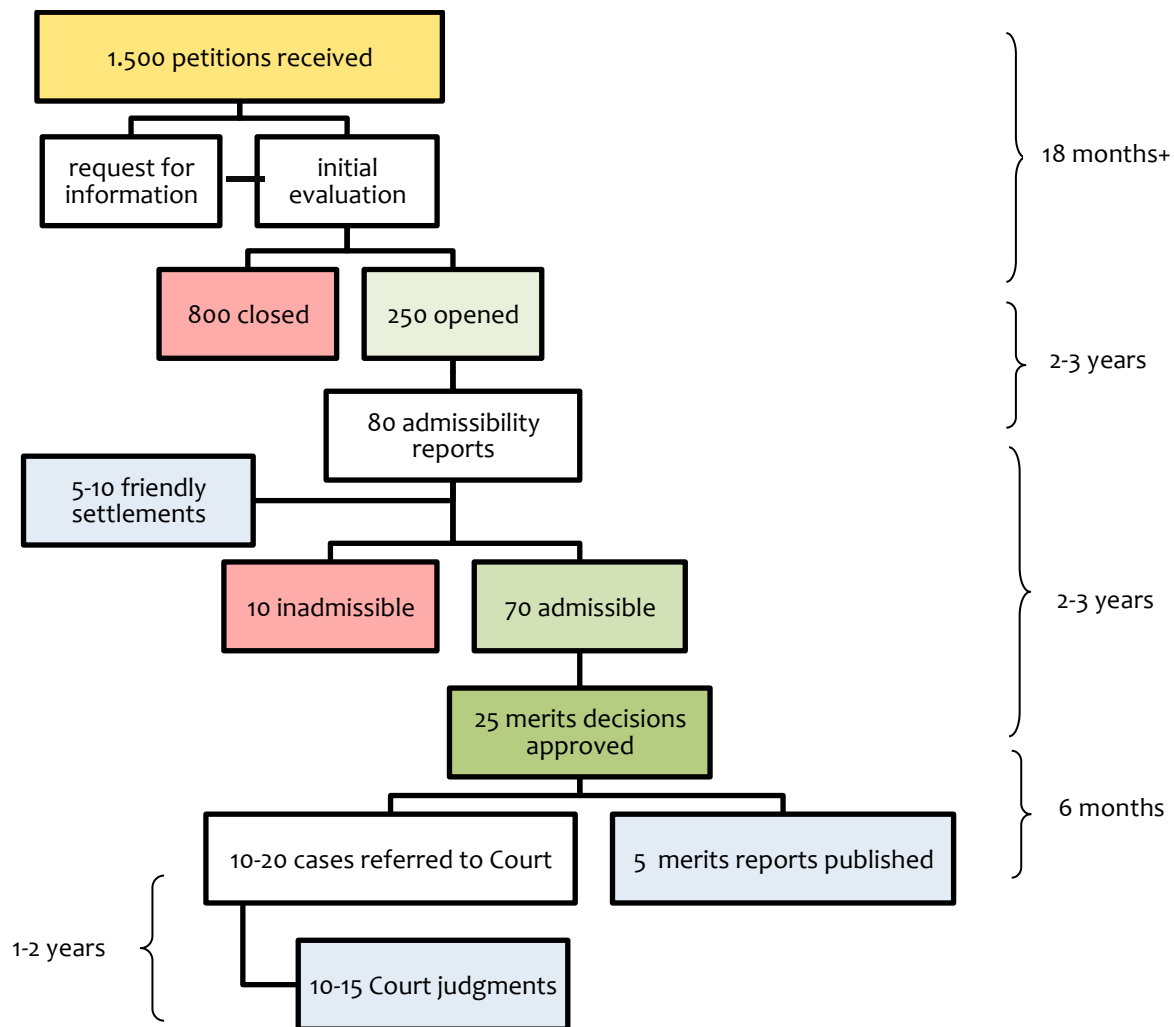 1.500 petitions received
18 months+
request for
information
initial
evaluation
800 closed
250 opened
2-3 years
80 admissibility
reports
5-10 friendly
settlements
10 inadmissible
70 admissible
2-3 years
25 merits decisions
approved
6 months
10-20 cases referred to Court
5 merits reports published
1-2 years
10-15 Court judgments